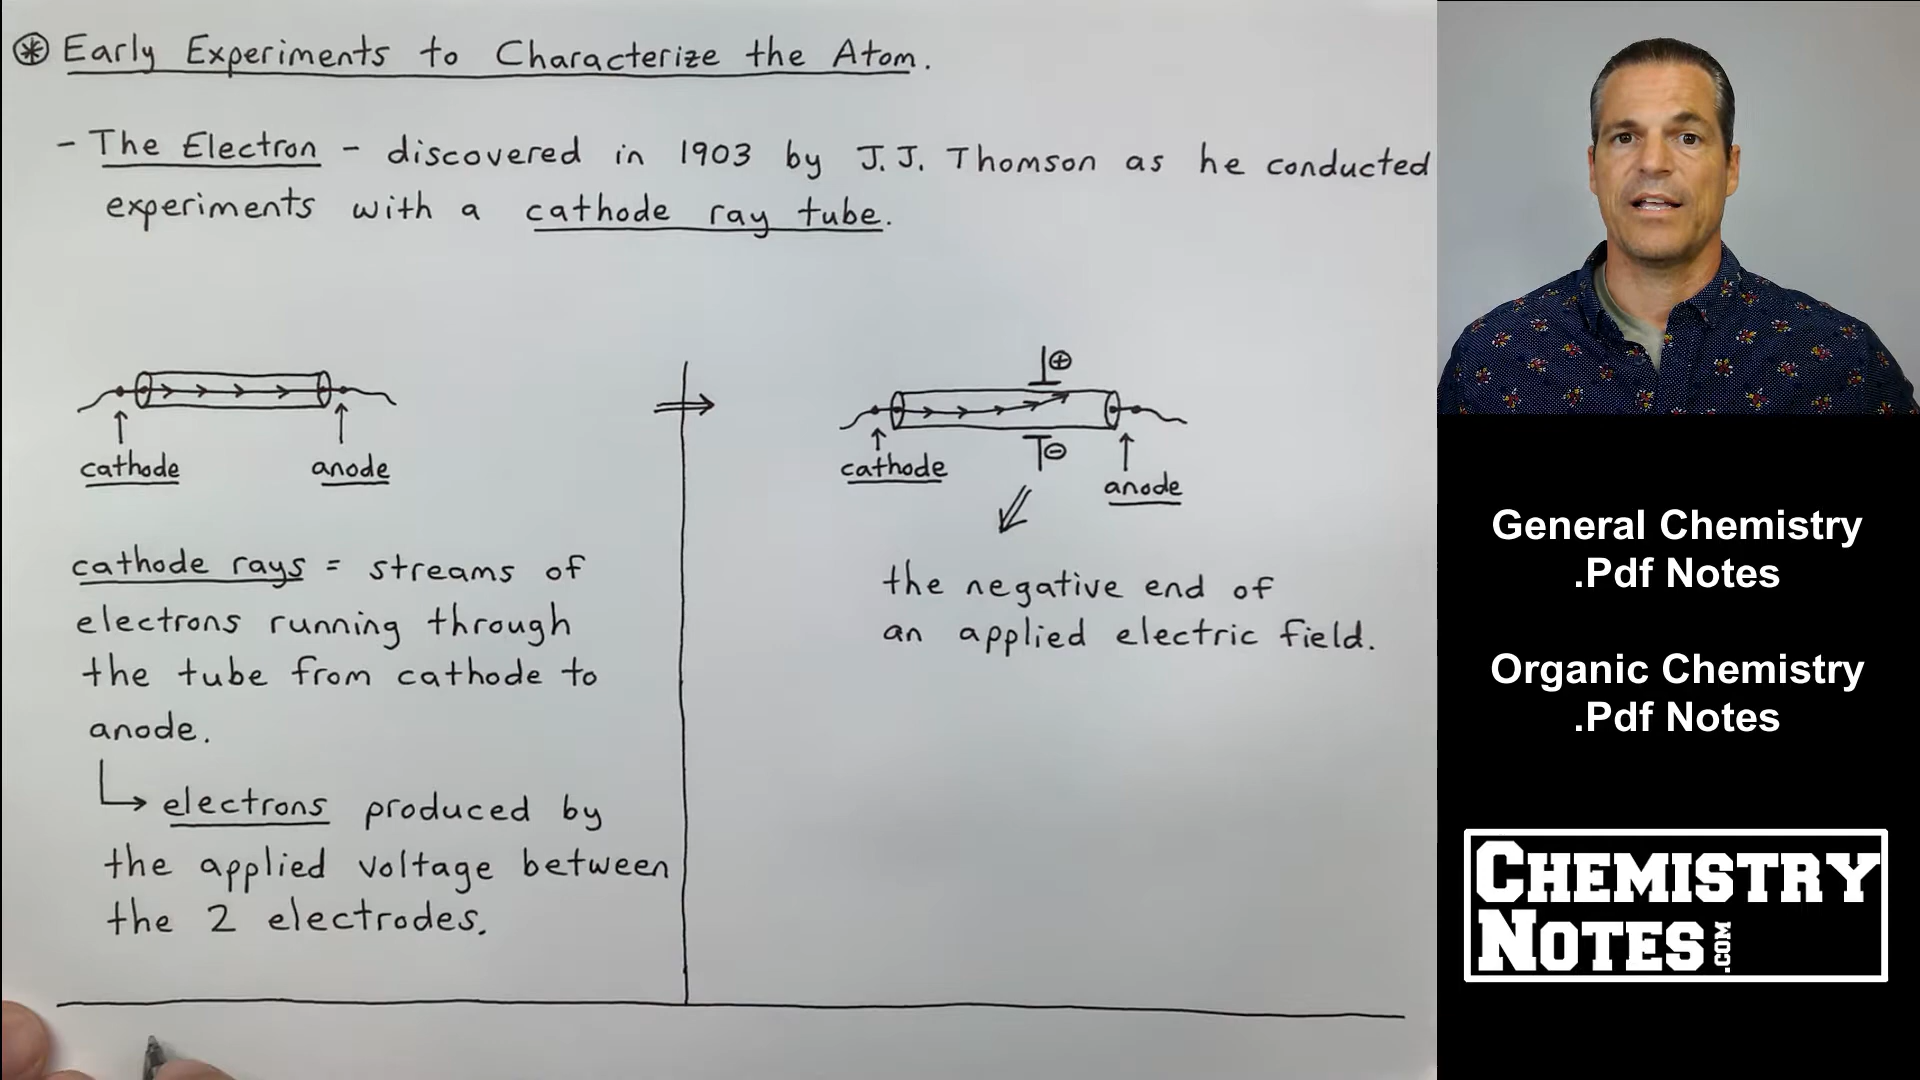 ⊛ Early Experiments to Characterize the Atom.
- The Electron - discovered in 1903 by J.J. Thomson as he conducted
experiments with a cathode ray tube.
cathode
anode
cathode rays = streams of
electrons running through
the tube from cathode to
anode.
↳ electrons produced by
the applied voltage between
the 2 electrodes.
⊕
⊖
cathode
anode
the negative end of
an applied electric field.
General Chemistry
.Pdf Notes
Organic Chemistry
.Pdf Notes
CHEMISTRY
NOTES.COM